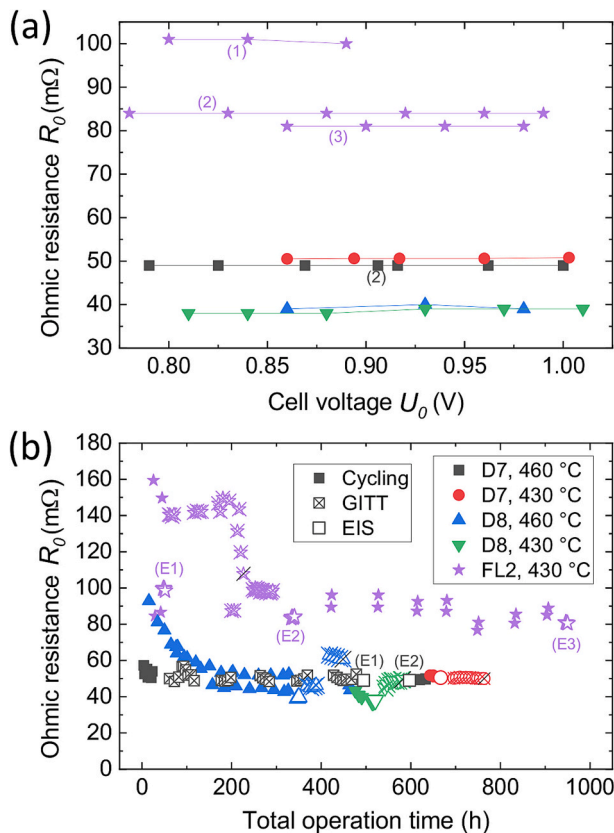 (a)
Ohmic resistance R₀ (mΩ)
100
90
80
70
60
50
40
30
(1)
(2)
(3)
(2)
0.80 0.85 0.90 0.95 1.00
Cell voltage U₀ (V)
(b)
Ohmic resistance R₀ (mΩ)
180
160
140
120
100
80
60
40
20
0
Cycling
GITT
EIS
D7, 460 °C
D7, 430 °C
D8, 460 °C
D8, 430 °C
FL2, 430 °C
(E1)
(E2)
(E3)
(E1)
(E2)
0 200 400 600 800 1000
Total operation time (h)